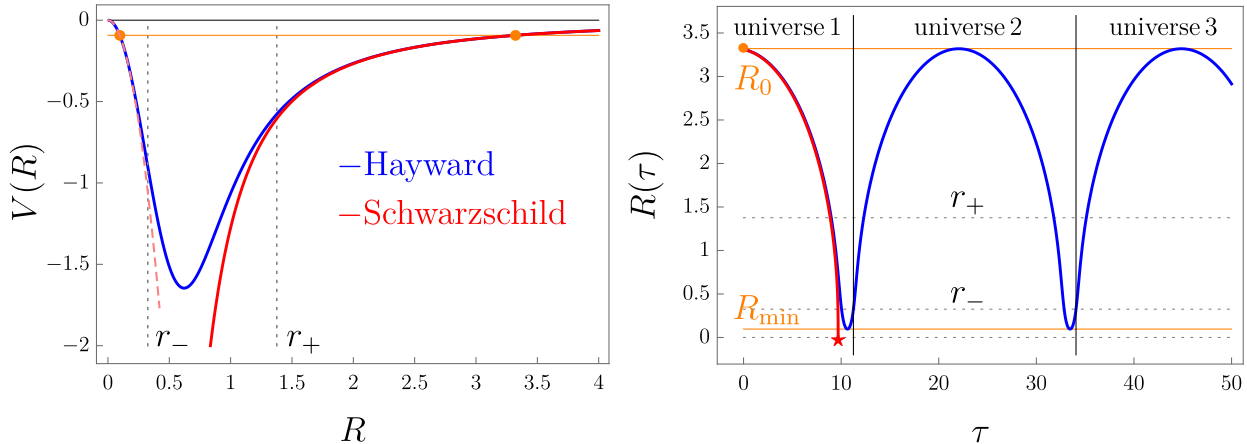 V(R)
0
−0.5
−1
−1.5
−2
−Hayward
−Schwarzschild
r₋
r₊
0 0.5 1 1.5 2 2.5 3 3.5 4
R
universe 1 universe 2 universe 3
R(τ)
3.5
3
2.5
2
1.5
1
0.5
0
R₀
r₊
r₋
R_min
0 10 20 30 40 50
τ